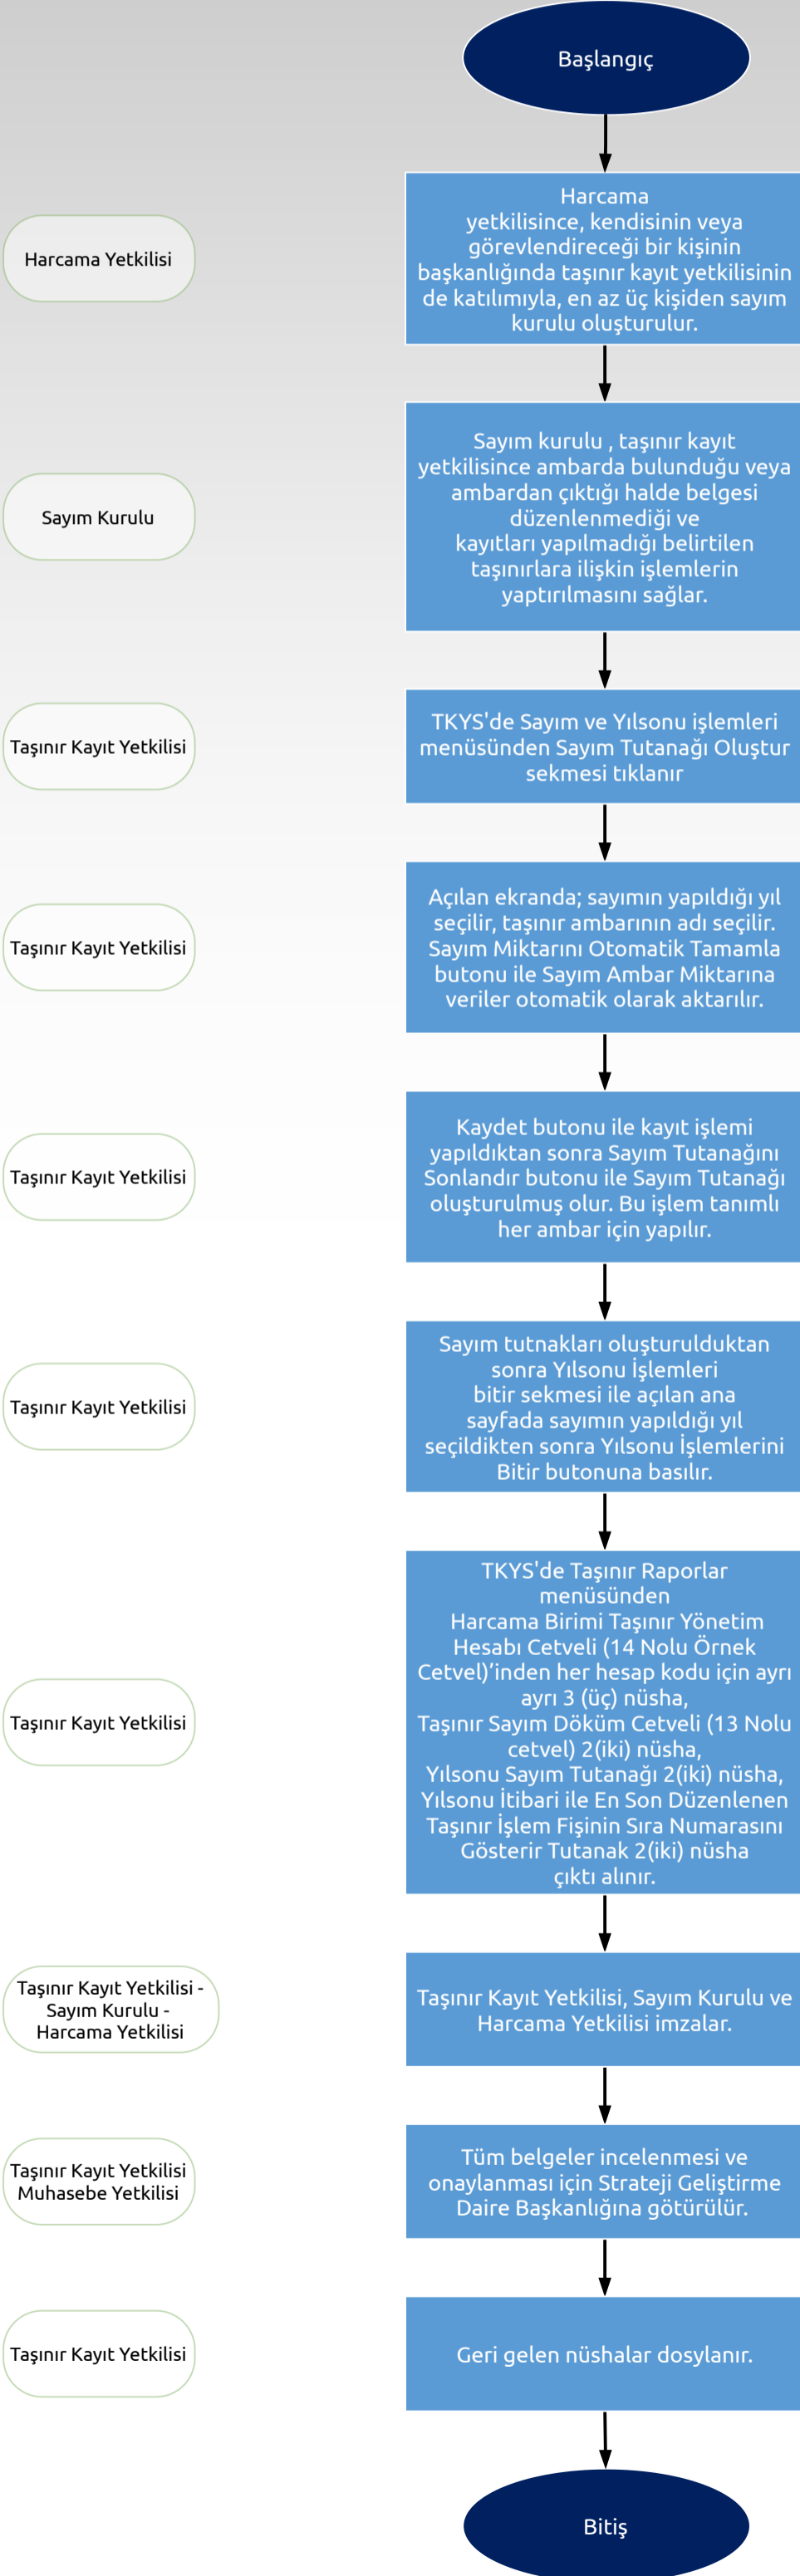 Başlangıç
Harcama Yetkilisi
Harcama
yetkilisince, kendisinin veya
görevlendireceği bir kişinin
başkanlığında taşınır kayıt yetkilisinin
de katılımıyla, en az üç kişiden sayım
kurulu oluşturulur.
Sayım Kurulu
Sayım kurulu , taşınır kayıt
yetkilisince ambarda bulunduğu veya
ambardan çıktığı halde belgesi
düzenlenmediği ve
kayıtları yapılmadığı belirtilen
taşınırlara ilişkin işlemlerin
yaptırılmasını sağlar.
Taşınır Kayıt Yetkilisi
TKYS'de Sayım ve Yılsonu işlemleri
menüsünden Sayım Tutanağı Oluştur
sekmesi tıklanır
Taşınır Kayıt Yetkilisi
Açılan ekranda; sayımın yapıldığı yıl
seçilir, taşınır ambarının adı seçilir.
Sayım Miktarını Otomatik Tamamla
butonu ile Sayım Ambar Miktarına
veriler otomatik olarak aktarılır.
Taşınır Kayıt Yetkilisi
Kaydet butonu ile kayıt işlemi
yapıldıktan sonra Sayım Tutanağını
Sonlandır butonu ile Sayım Tutanağı
oluşturulmuş olur. Bu işlem tanımlı
her ambar için yapılır.
Taşınır Kayıt Yetkilisi
Sayım tutnakları oluşturulduktan
sonra Yılsonu İşlemleri
bitir sekmesi ile açılan ana
sayfada sayımın yapıldığı yıl
seçildikten sonra Yılsonu İşlemlerini
Bitir butonuna basılır.
Taşınır Kayıt Yetkilisi
TKYS'de Taşınır Raporlar
menüsünden
Harcama Birimi Taşınır Yönetim
Hesabı Cetveli (14 Nolu Örnek
Cetvel)’inden her hesap kodu için ayrı
ayrı 3 (üç) nüsha,
Taşınır Sayım Döküm Cetveli (13 Nolu
cetvel) 2(iki) nüsha,
Yılsonu Sayım Tutanağı 2(iki) nüsha,
Yılsonu İtibari ile En Son Düzenlenen
Taşınır İşlem Fişinin Sıra Numarasını
Gösterir Tutanak 2(iki) nüsha
çıktı alınır.
Taşınır Kayıt Yetkilisi -
Sayım Kurulu -
Harcama Yetkilisi
Taşınır Kayıt Yetkilisi, Sayım Kurulu ve
Harcama Yetkilisi imzalar.
Taşınır Kayıt Yetkilisi
Muhasebe Yetkilisi
Tüm belgeler incelenmesi ve
onaylanması için Strateji Geliştirme
Daire Başkanlığına götürülür.
Taşınır Kayıt Yetkilisi
Geri gelen nüshalar dosylanır.
Bitiş